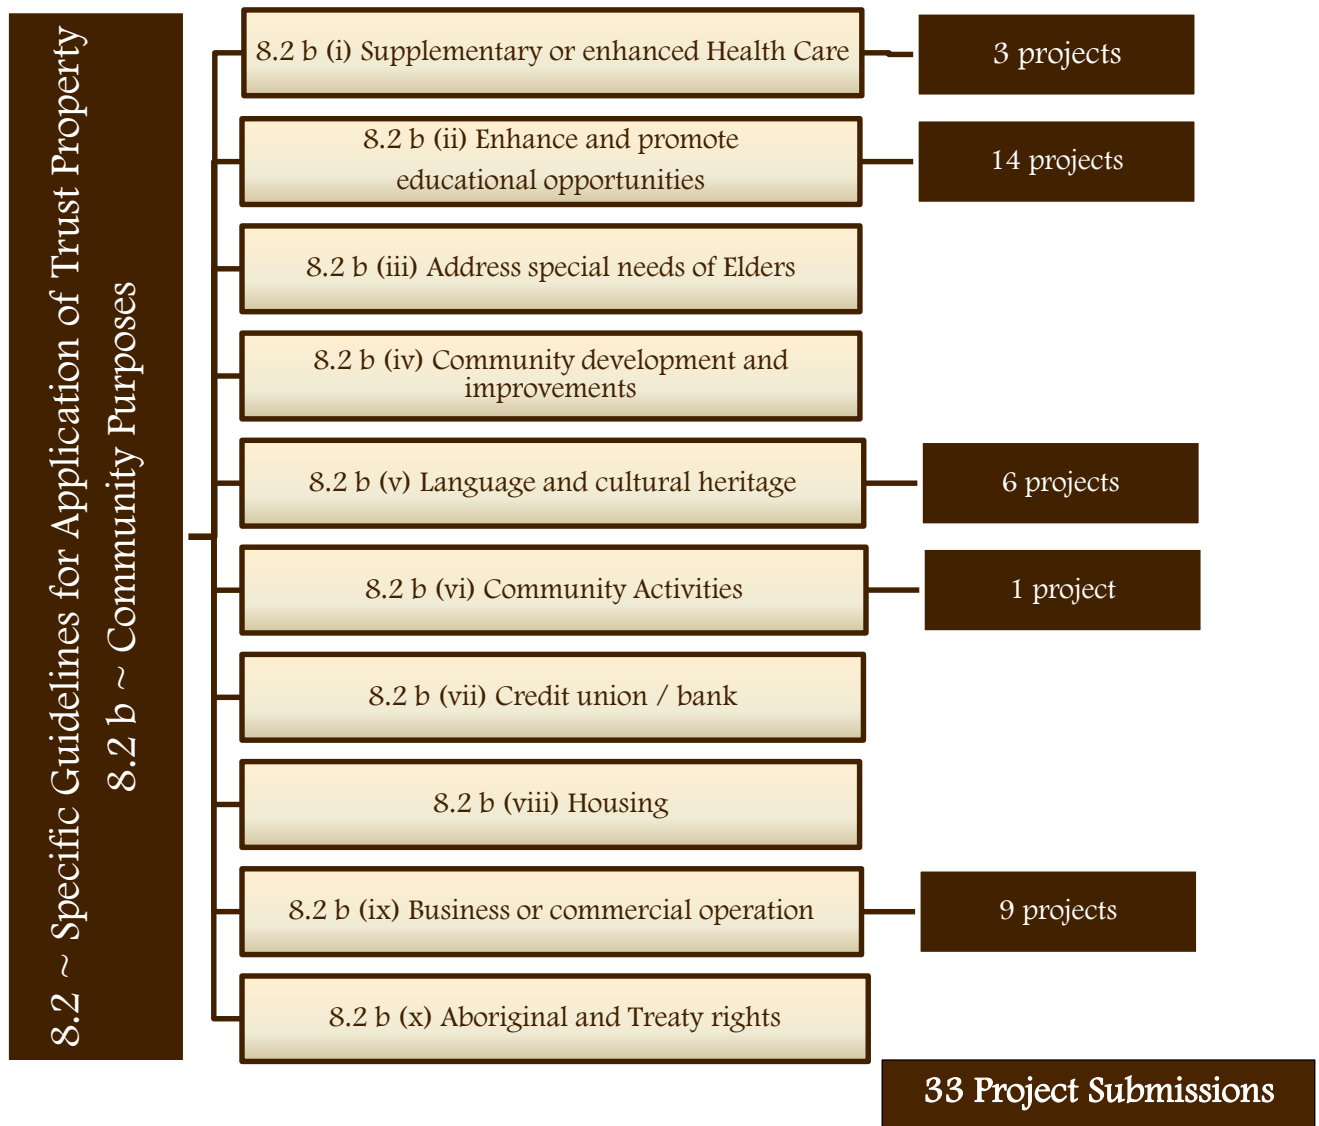 8.2 ~ Specific Guidelines for Application of Trust Property
8.2 b ~ Community Purposes
8.2 b (i) Supplementary or enhanced Health Care
3 projects
8.2 b (ii) Enhance and promote
educational opportunities
14 projects
8.2 b (iii) Address special needs of Elders
8.2 b (iv) Community development and
improvements
8.2 b (v) Language and cultural heritage
6 projects
8.2 b (vi) Community Activities
1 project
8.2 b (vii) Credit union / bank
8.2 b (viii) Housing
8.2 b (ix) Business or commercial operation
9 projects
8.2 b (x) Aboriginal and Treaty rights
33 Project Submissions